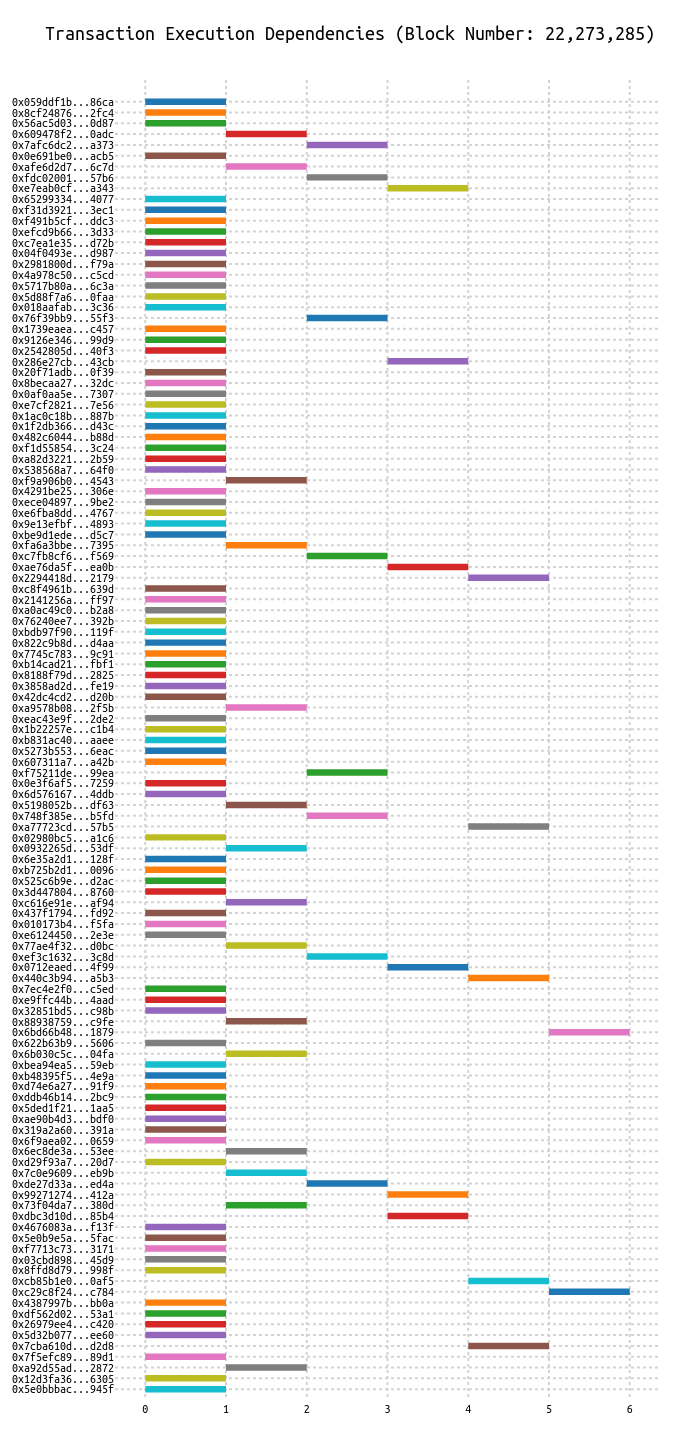 Transaction Execution Dependencies (Block Number: 22,273,285)
0x059ddf1b...86ca
0x8cf24876...2fc4
0x56ac5d03...0d87
0x609478f2...0adc
0x7afc6dc2...a373
0x0e691be0...acb5
0xafe6d2d7...6c7d
0xfdc02001...57b6
0xe7eab0cf...a343
0x65299334...4077
0xf31d3921...3ec1
0xf491b5cf...ddc3
0xefcd9b66...3d33
0xc7ea1e35...d72b
0x04f0493e...d987
0x2981800d...f79a
0x4a978c50...c5cd
0x5717b80a...6c3a
0x5d88f7a6...0faa
0x018aafab...3c36
0x76f39bb9...55f3
0x1739eaea...c457
0x9126e346...99d9
0x2542805d...40f3
0x286e27cb...43cb
0x20f71adb...0f39
0x8becaa27...32dc
0x0af0aa5e...7307
0xe7cf2821...7e56
0x1ac0c18b...887b
0x1f2db366...d43c
0x482c6044...b88d
0xf1d55854...3c24
0xa82d3221...2b59
0x538568a7...64f0
0xf9a906b0...4543
0x4291be25...306e
0xece04897...9be2
0xe6fba8dd...4767
0x9e13efbf...4893
0xbe9d1ede...d5c7
0xfa6a3bbe...7395
0xc7fb8cf6...f569
0xae76da5f...ea0b
0x2294418d...2179
0xc8f4961b...639d
0x2141256a...ff97
0xa0ac49c0...b2a8
0x76240ee7...392b
0xbdb97f90...119f
0x822c9b8d...d4aa
0x7745c783...9c91
0xb14cad21...fbf1
0x8188f79d...2825
0x3858ad2d...fe19
0x42dc4cd2...d20b
0xa9578b08...2f5b
0xeac43e9f...2de2
0x1b22257e...c1b4
0xb831ac40...aaee
0x5273b553...6eac
0x607311a7...a42b
0xf75211de...99ea
0x0e3f6af5...7259
0x6d576167...4ddb
0x5198052b...df63
0x748f385e...b5fd
0xa77723cd...57b5
0x02980bc5...a1c6
0x0932265d...53df
0x6e35a2d1...128f
0xb725b2d1...0096
0x525c6b9e...d2ac
0x3d447804...8760
0xc616e91e...af94
0x437f1794...fd92
0x010173b4...f5fa
0xe6124450...2e3e
0x77ae4f32...d0bc
0xef3c1632...3c8d
0x0712eaed...4f99
0x440c3b94...a5b3
0x7ec4e2f0...c5ed
0xe9ffc44b...4aad
0x32851bd5...c98b
0x88938759...c9fe
0x6bd66b48...1879
0x622b63b9...5606
0x6b030c5c...04fa
0xbea94ea5...59eb
0xb48395f5...4e9a
0xd74e6a27...91f9
0xddb46b14...2bc9
0x5ded1f21...1aa5
0xae90b4d3...bdf0
0x319a2a60...391a
0x6f9aea02...0659
0x6ec8de3a...53ee
0xd29f93a7...20d7
0x7c0e9609...eb9b
0xde27d33a...ed4a
0x99271274...412a
0x73f04da7...380d
0xdbc3d10d...85b4
0x4676083a...f13f
0x5e0b9e5a...5fac
0xf7713c73...3171
0x03cbd898...45d9
0x8ffd8d79...998f
0xcb85b1e0...0af5
0xc29c8f24...c784
0x4387997b...bb0a
0xdf562d02...53a1
0x26979ee4...c420
0x5d32b077...ee60
0x7cba610d...d2d8
0x7f5efc89...89d1
0xa92d55ad...2872
0x12d3fa36...6305
0x5e0bbbac...945f
0 1 2 3 4 5 6